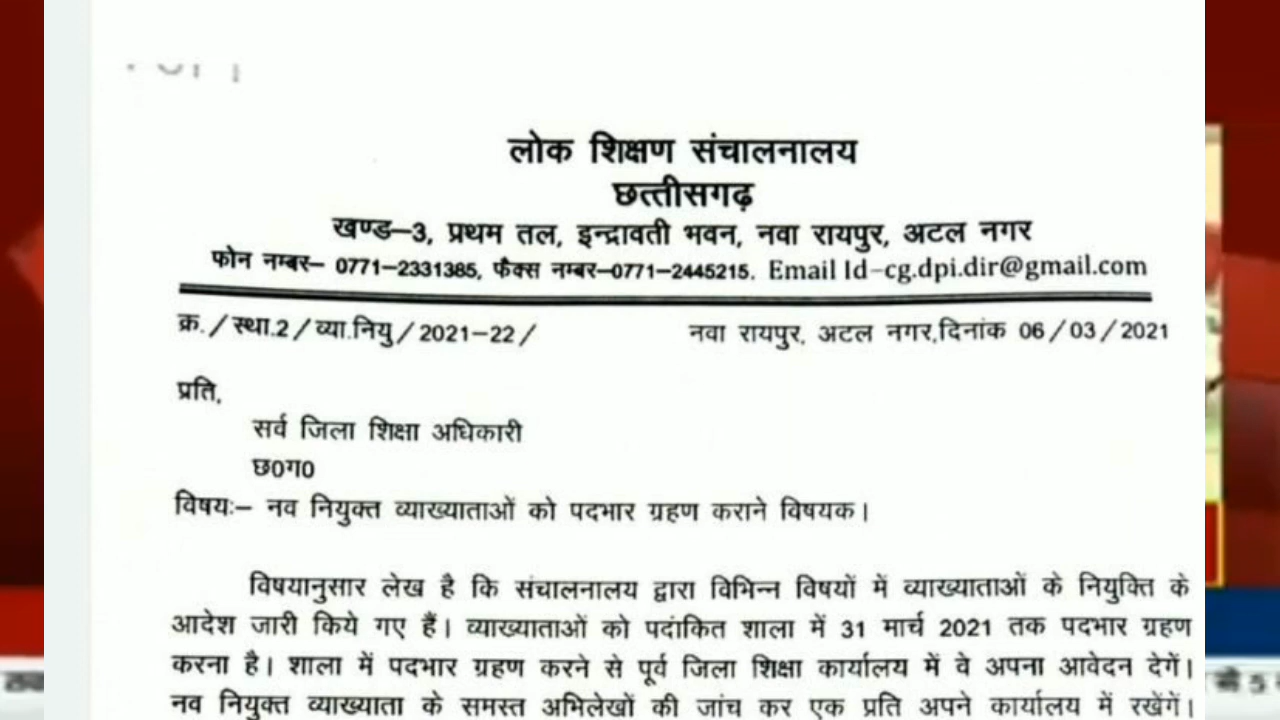 लोक शिक्षण संचालनालय
छत्तीसगढ़
खण्ड–3, प्रथम तल, इन्द्रावती भवन, नवा रायपुर, अटल नगर
फोन नम्बर– 0771–2331385, फैक्स नम्बर–0771–2445215. Email Id–cg.dpi.dir@gmail.com
क्र. / स्था.2 / व्या.नियु / 2021–22 / नवा रायपुर, अटल नगर,दिनांक 06 / 03 / 2021
प्रति,
सर्व जिला शिक्षा अधिकारी
छ0ग0
विषयः– नव नियुक्त व्याख्याताओं को पदभार ग्रहण कराने विषयक।
विषयानुसार लेख है कि संचालनालय द्वारा विभिन्न विषयों में व्याख्याताओं के नियुक्ति के
आदेश जारी किये गए हैं। व्याख्याताओं को पदांकित शाला में 31 मार्च 2021 तक पदभार ग्रहण
करना है। शाला में पदभार ग्रहण करने से पूर्व जिला शिक्षा कार्यालय में वे अपना आवेदन देगें।
नव नियुक्त व्याख्याता के समस्त अभिलेखों की जांच कर एक प्रति अपने कार्यालय में रखेंगें।